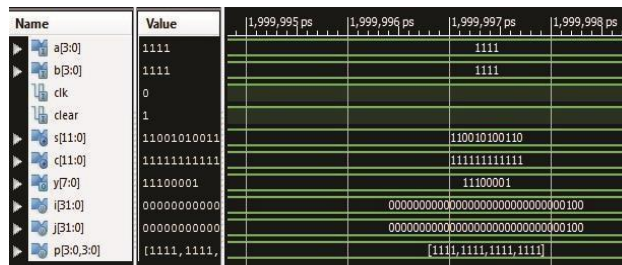 Name Value 1,999,995 ps 1,999,996 ps 1,999,997 ps 1,999,998 ps
a[3:0] 1111 1111
b[3:0] 1111 1111
clk 0
clear 1
s[11:0] 11001010011 110010100110
c[11:0] 11111111111 111111111111
y[7:0] 11100001 11100001
i[31:0] 00000000000 00000000000000000000000000000100
j[31:0] 00000000000 00000000000000000000000000000100
p[3:0,3:0] [1111,1111, [1111,1111,1111,1111]